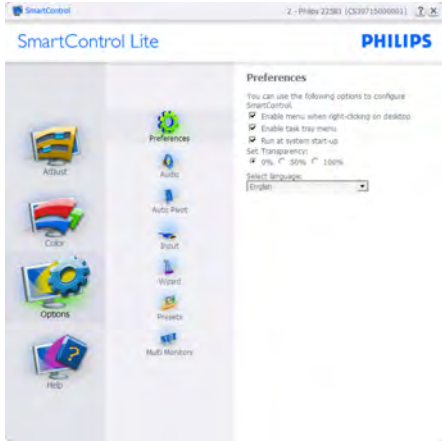 SmartControl
2 - Philips 225B1
SmartControl Lite
PHILIPS
Preferences
You can use the following options to configure
SmartControl.
Enable menu when right-clicking on desktop
Enable task tray menu
Run at system start-up
Set Transparency:
0% 50% 100%
Select language:
English
Adjust
Color
Options
Help
Preferences
Audio
Auto Pivot
Input
Wizard
Presets
Multi Monitors